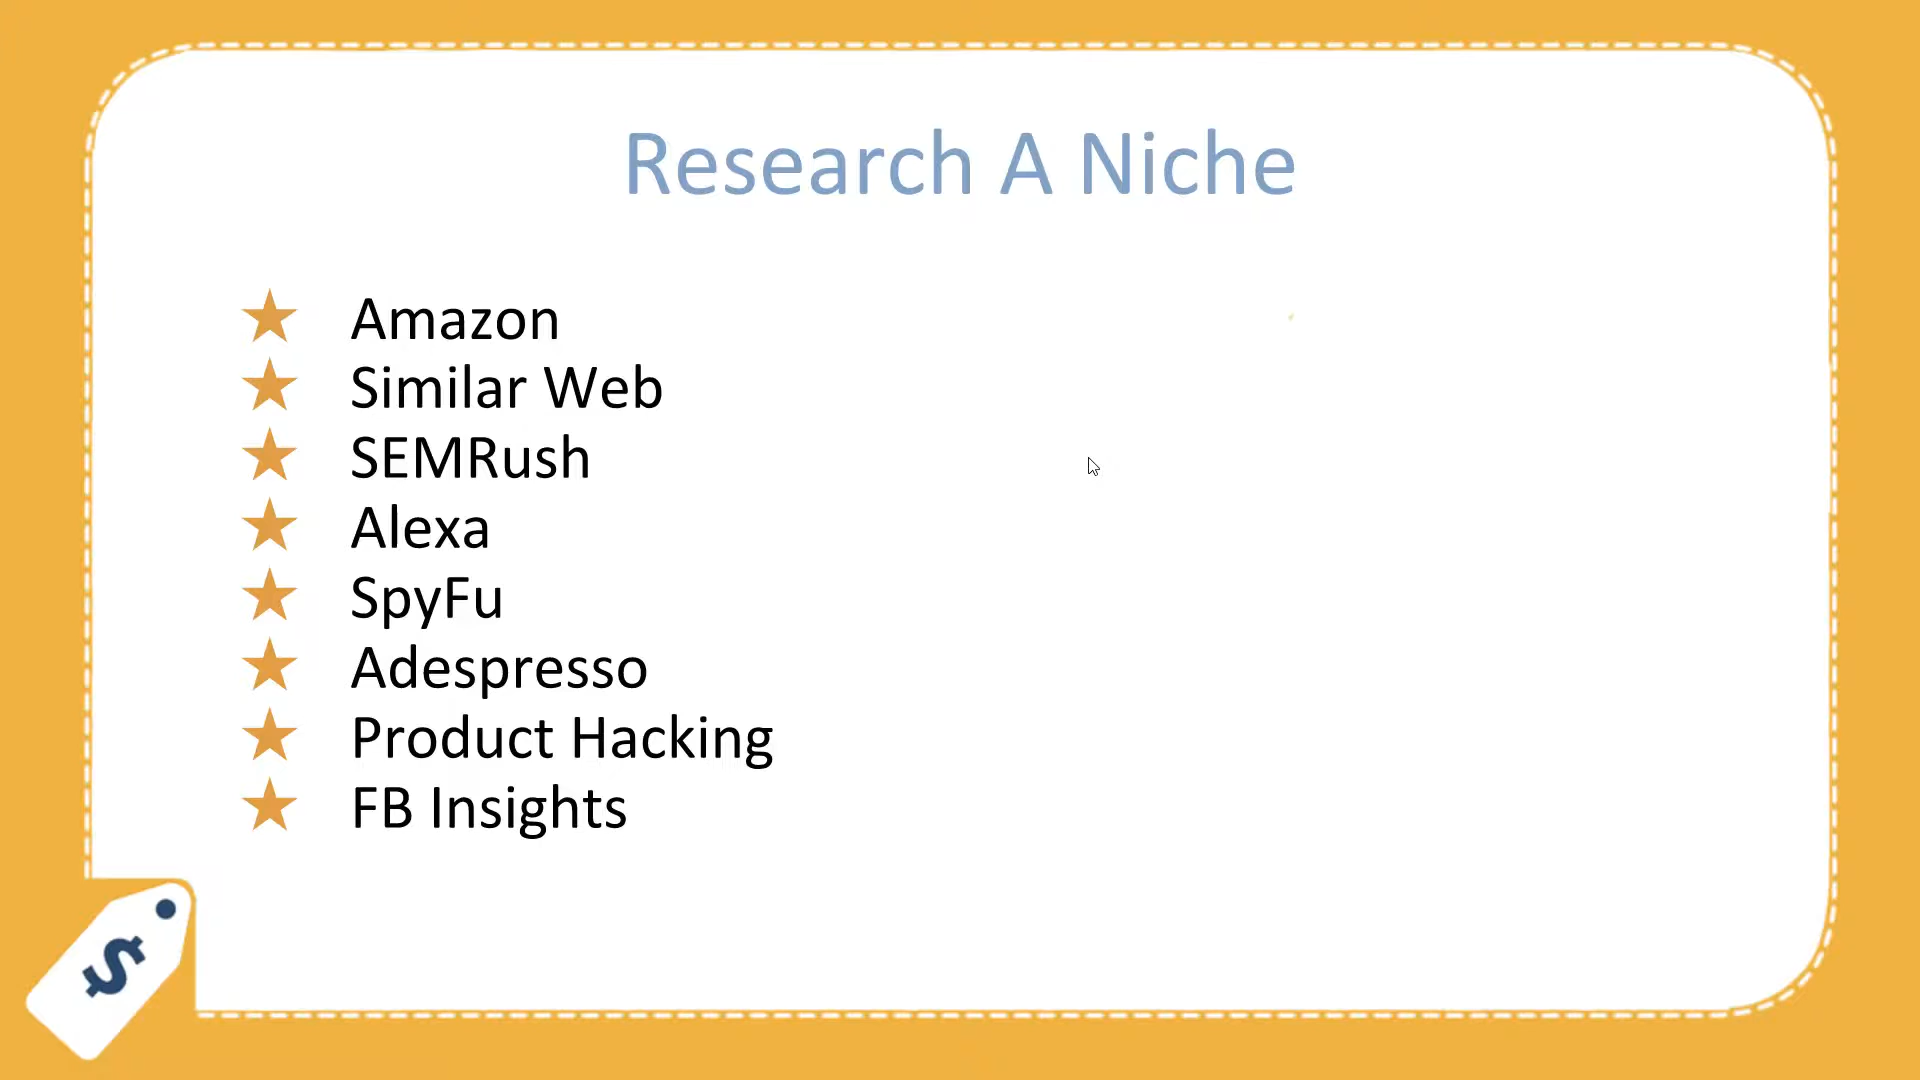 Research A Niche
Amazon
Similar Web
SEMRush
Alexa
SpyFu
Adespresso
Product Hacking
FB Insights
$